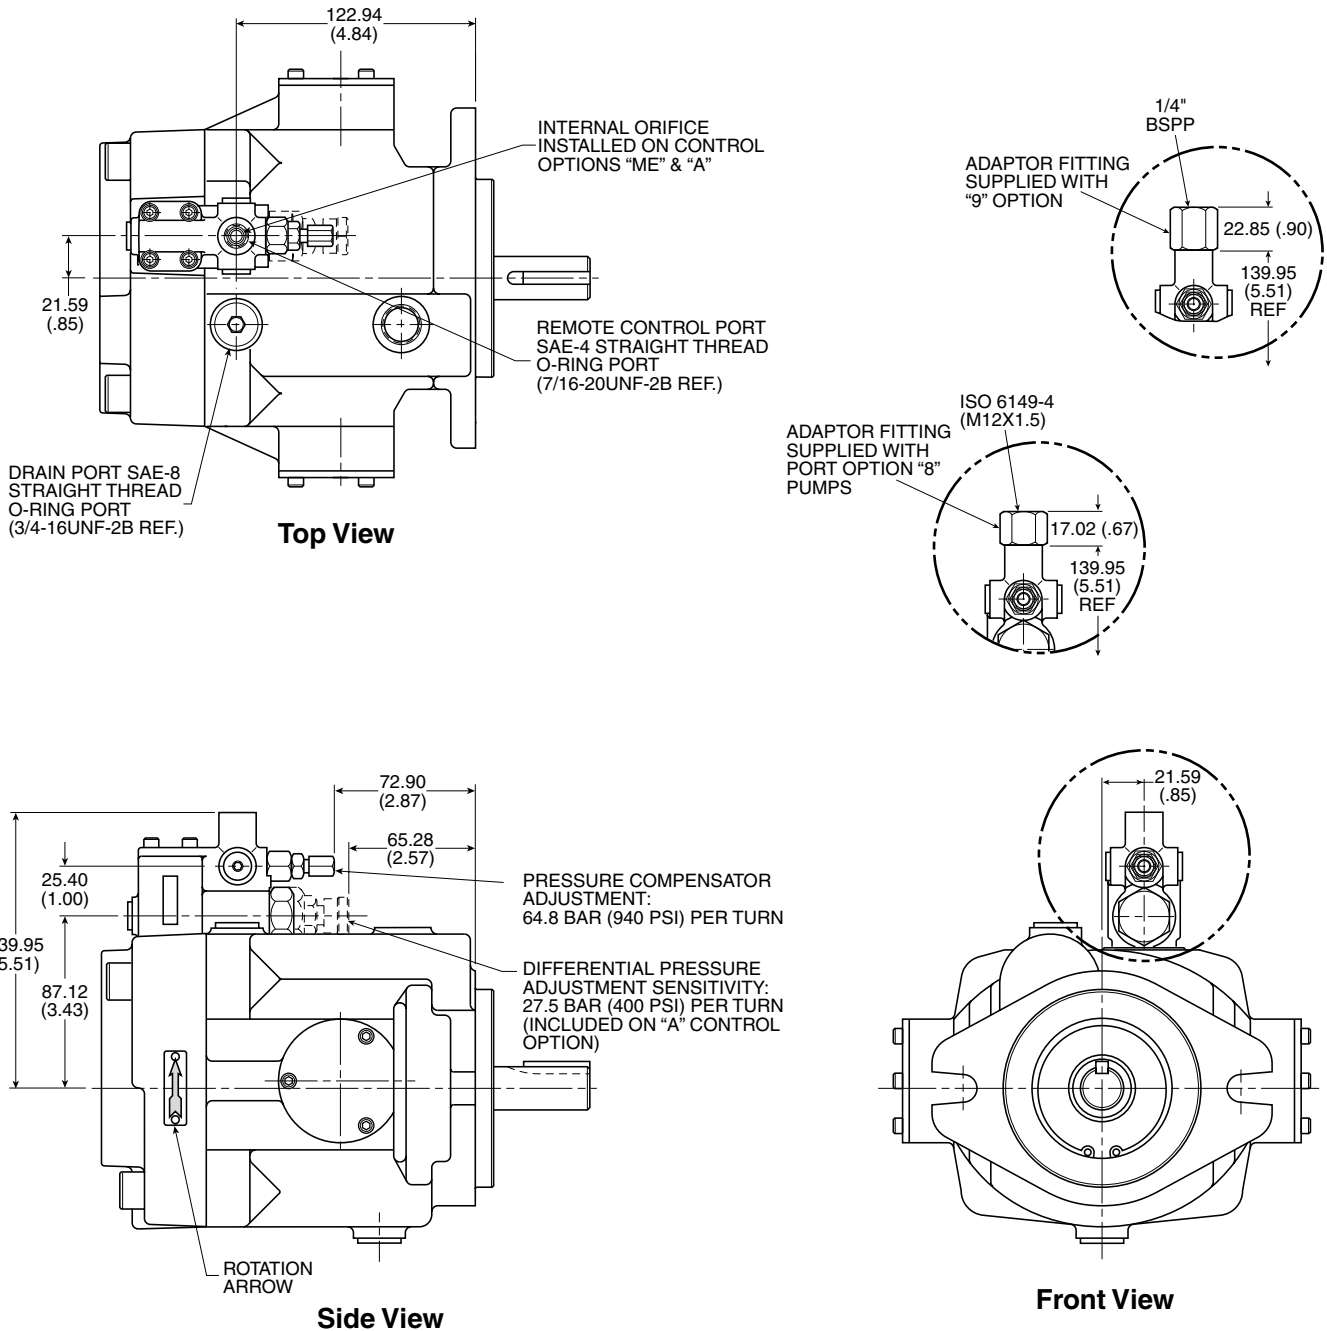 122.94
(4.84)
INTERNAL ORIFICE
INSTALLED ON CONTROL
OPTIONS “ME” & “A”
21.59
(.85)
REMOTE CONTROL PORT
SAE-4 STRAIGHT THREAD
O-RING PORT
(7/16-20UNF-2B REF.)
DRAIN PORT SAE-8
STRAIGHT THREAD
O-RING PORT
(3/4-16UNF-2B REF.)
Top View
1/4"
BSPP
ADAPTOR FITTING
SUPPLIED WITH
“9” OPTION
22.85 (.90)
139.95
(5.51)
REF
ISO 6149-4
(M12X1.5)
ADAPTOR FITTING
SUPPLIED WITH
PORT OPTION “8”
PUMPS
17.02 (.67)
139.95
(5.51)
REF
72.90
(2.87)
65.28
(2.57)
25.40
(1.00)
39.95
5.51)
87.12
(3.43)
PRESSURE COMPENSATOR
ADJUSTMENT:
64.8 BAR (940 PSI) PER TURN
DIFFERENTIAL PRESSURE
ADJUSTMENT SENSITIVITY:
27.5 BAR (400 PSI) PER TURN
(INCLUDED ON “A” CONTROL
OPTION)
ROTATION
ARROW
Side View
21.59
(.85)
Front View